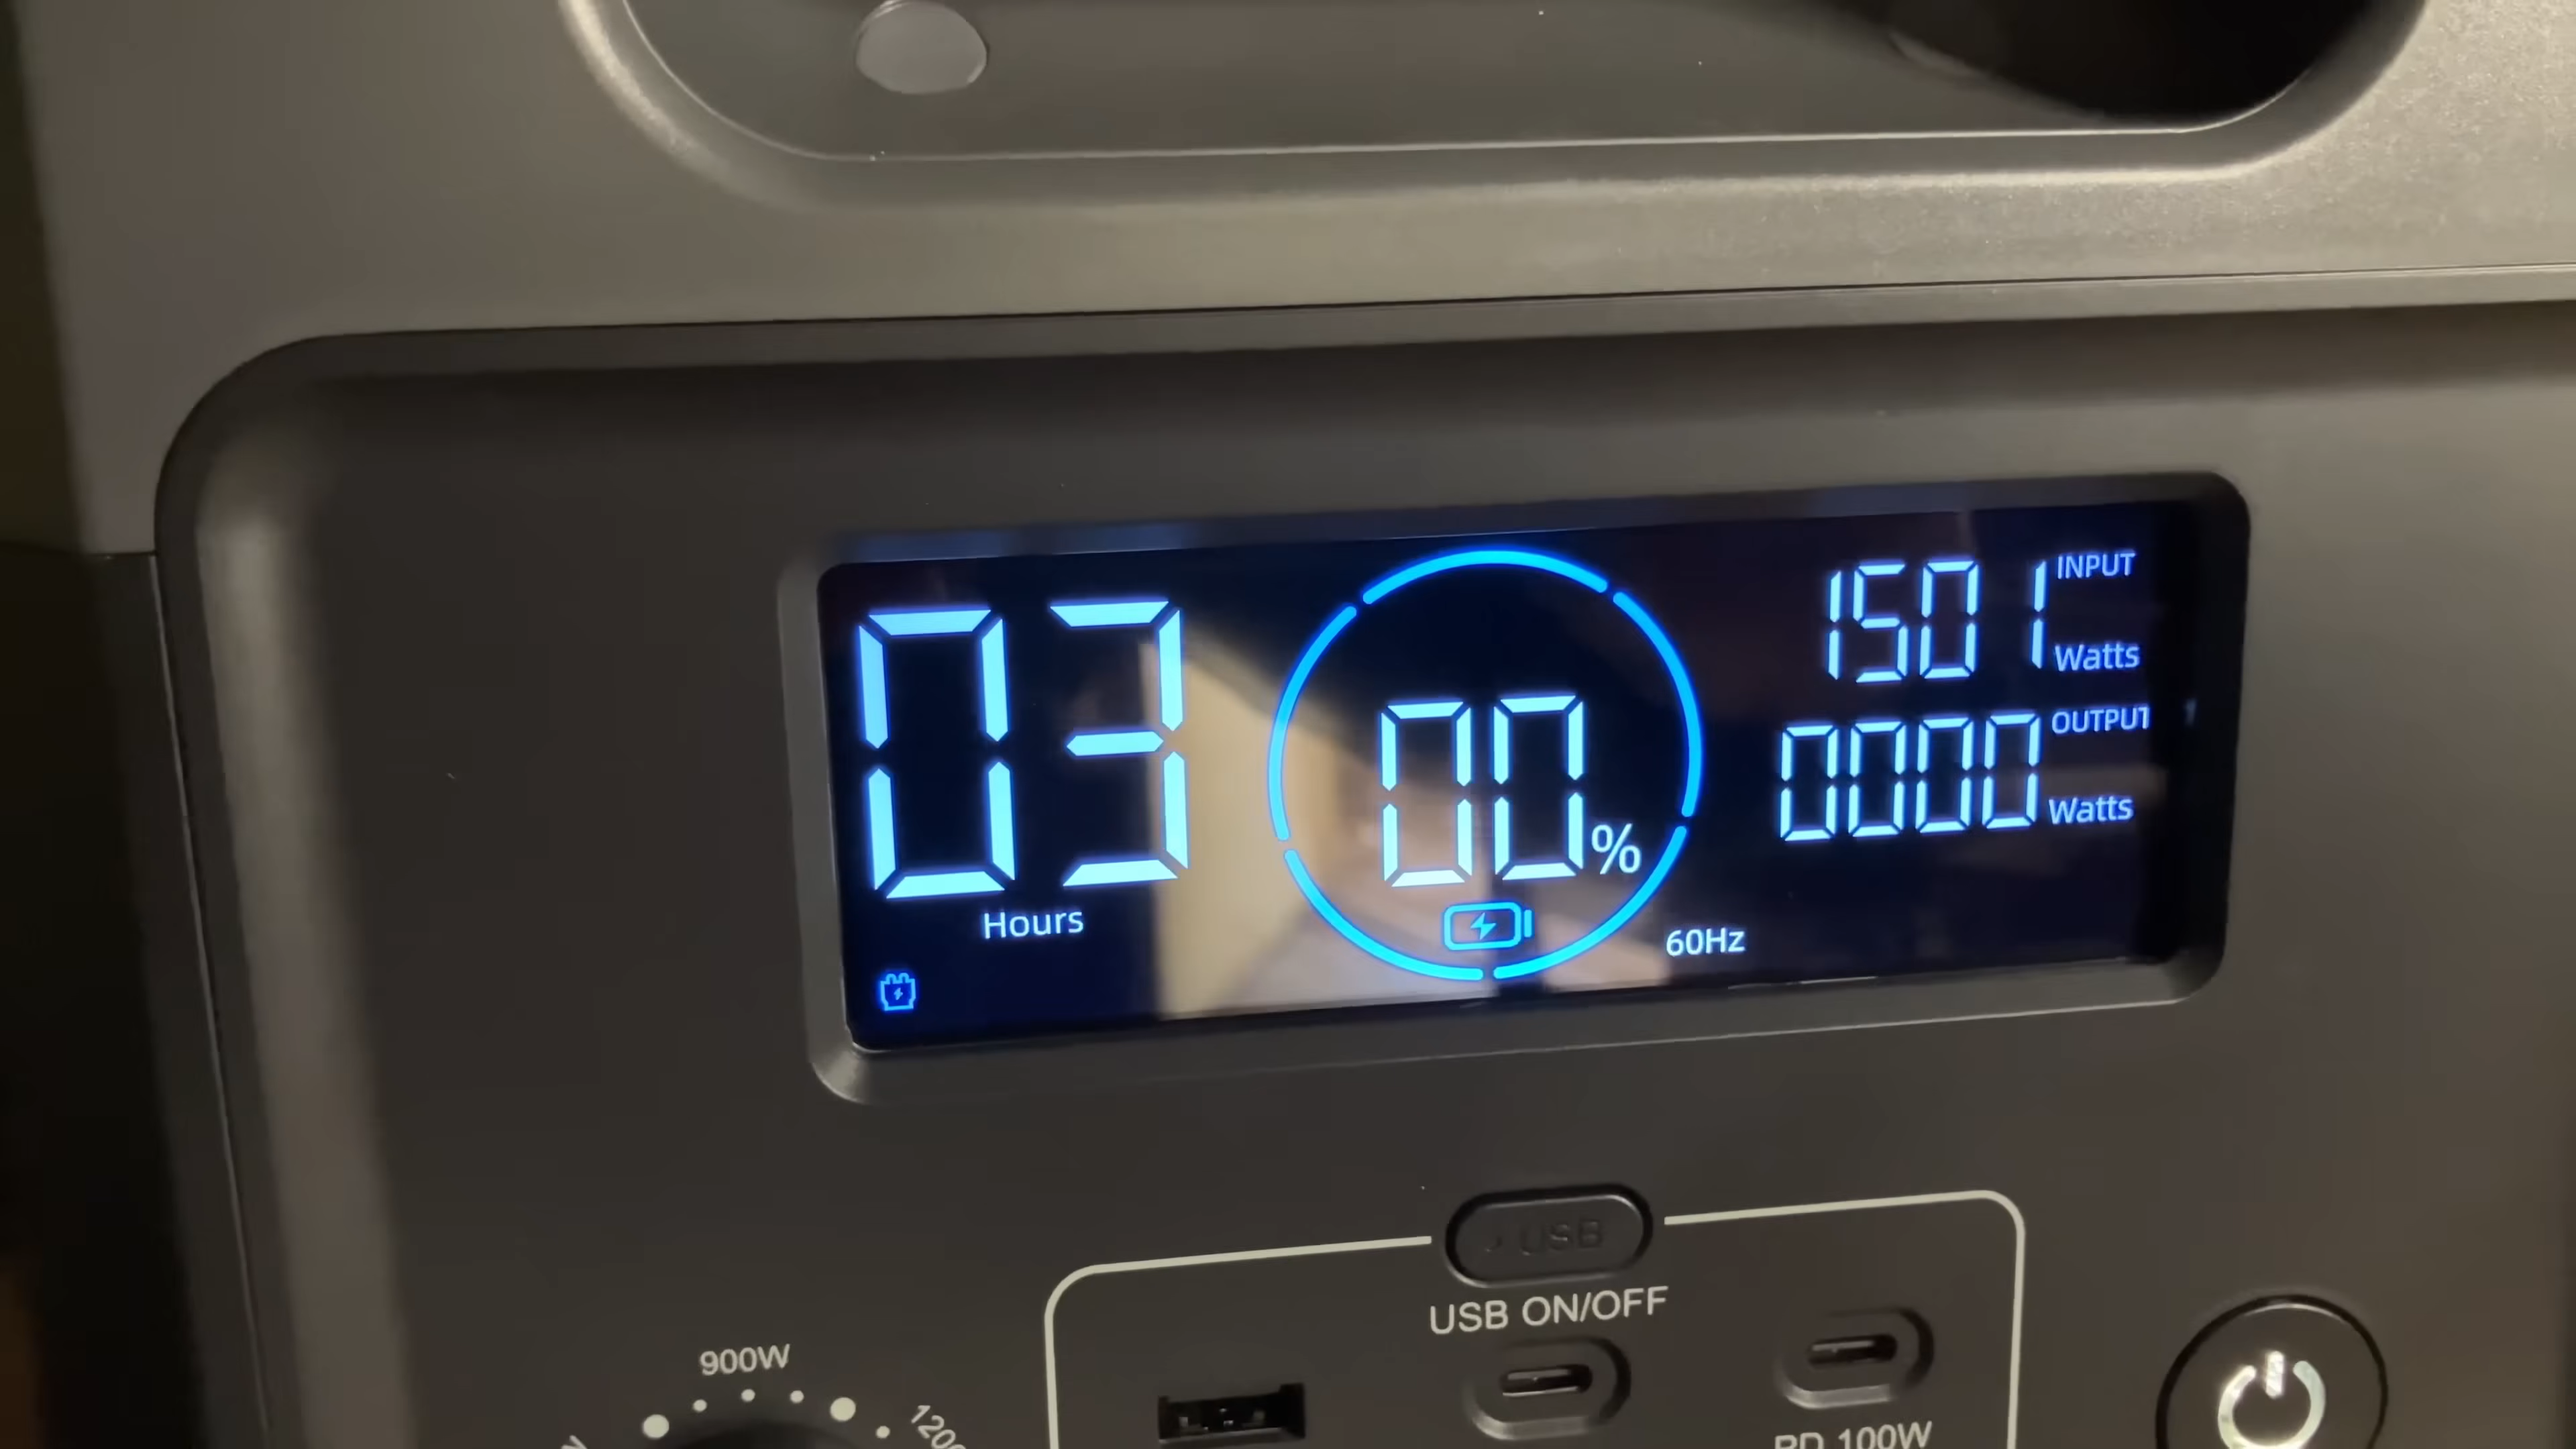 03
Hours
00%
60Hz
1501
INPUT
Watts
0000
OUTPUT
Watts
USB
USB ON/OFF
900W
PD 100W